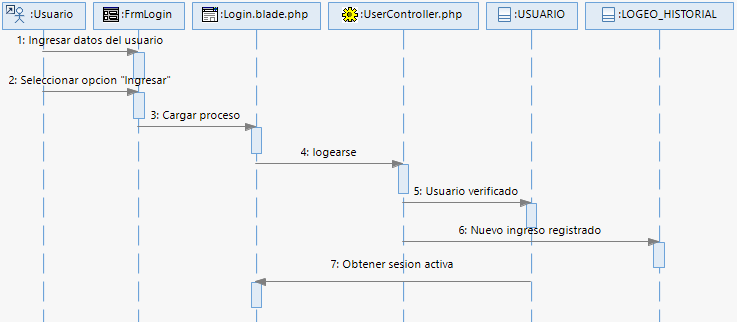 :Usuario
:FrmLogin
:Login.blade.php
:UserController.php
:USUARIO
:LOGEO_HISTORIAL
1: Ingresar datos del usuario
2: Seleccionar opcion "Ingresar"
3: Cargar proceso
4: logearse
5: Usuario verificado
6: Nuevo ingreso registrado
7: Obtener sesion activa